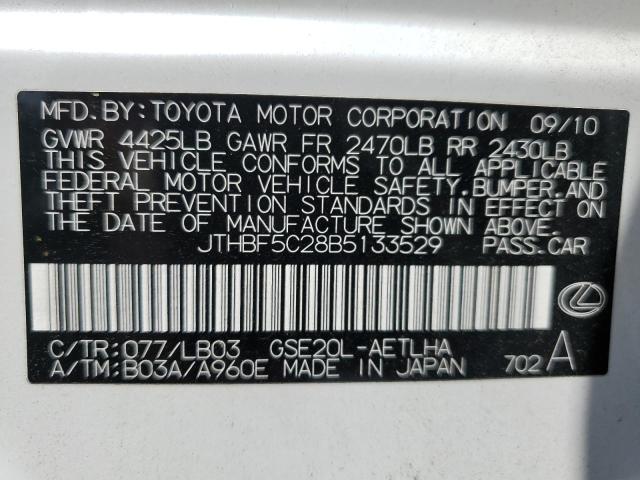 MFD.BY:TOYOTA MOTOR CORPORATION 09/10
GVWR 4425LB GAWR FR 2470LB RR 2430LB
THIS VEHICLE CONFORMS TO ALL APPLICABLE
FEDERAL MOTOR VEHICLE SAFETY,BUMPER,AND
THEFT PREVENTION STANDARDS IN EFFECT ON
THE DATE OF MANUFACTURE SHOWN ABOVE.
JTHBF5C28B5133529 PASS.CAR
C/TR:077/LB03 GSE20L-AETLHA
A/TM:B03A/A960E MADE IN JAPAN 702 A